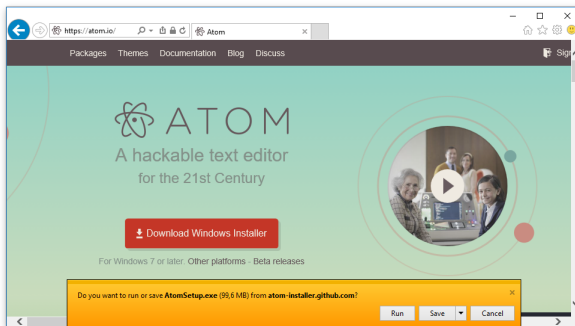 https://atom.io/
Atom
Packages Themes Documentation Blog Discuss
Sign
ATOM
A hackable text editor
for the 21st Century
Download Windows Installer
For Windows 7 or later. Other platforms - Beta releases
Do you want to run or save AtomSetup.exe (99,6 MB) from atom-installer.github.com?
Run Save Cancel